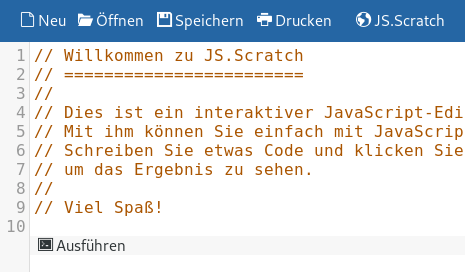 Neu Öffnen Speichern Drucken JS.Scratch
1 // Willkommen zu JS.Scratch
2 // ========================
3 //
4 // Dies ist ein interaktiver JavaScript-Edi
5 // Mit ihm können Sie einfach mit JavaScrip
6 // Schreiben Sie etwas Code und klicken Sie
7 // um das Ergebnis zu sehen.
8 //
9 // Viel Spaß!
10
Ausführen